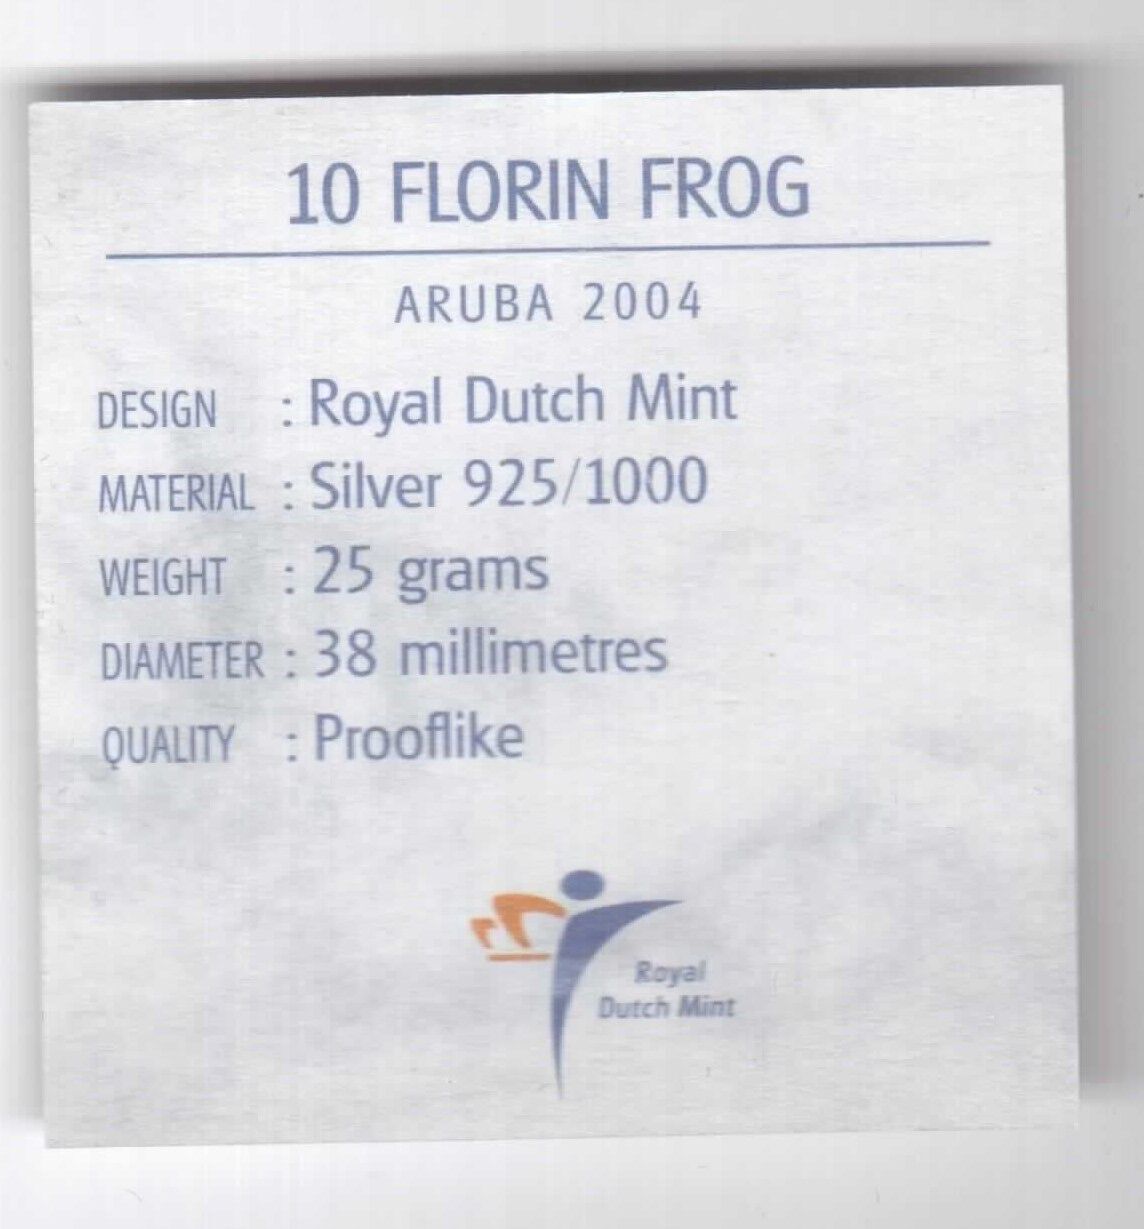 10 FLORIN FROG
ARUBA 2004
DESIGN : Royal Dutch Mint
MATERIAL : Silver 925/1000
WEIGHT : 25 grams
DIAMETER : 38 millimetres
QUALITY : Prooflike
Royal
Dutch Mint